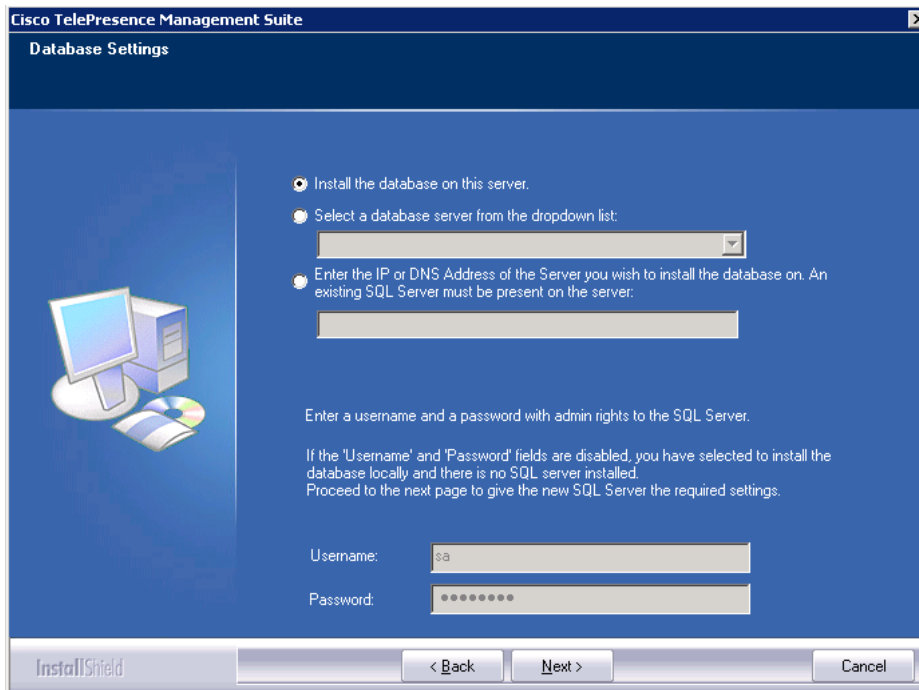 Cisco TelePresence Management Suite
Database Settings
Install the database on this server.
Select a database server from the dropdown list:
Enter the IP or DNS Address of the Server you wish to install the database on. An
existing SQL Server must be present on the server:
Enter a username and a password with admin rights to the SQL Server.
If the 'Username' and 'Password' fields are disabled, you have selected to install the
database locally and there is no SQL server installed.
Proceed to the next page to give the new SQL Server the required settings.
Username: sa
Password: ●●●●●●●●
InstallShield
< Back Next > Cancel